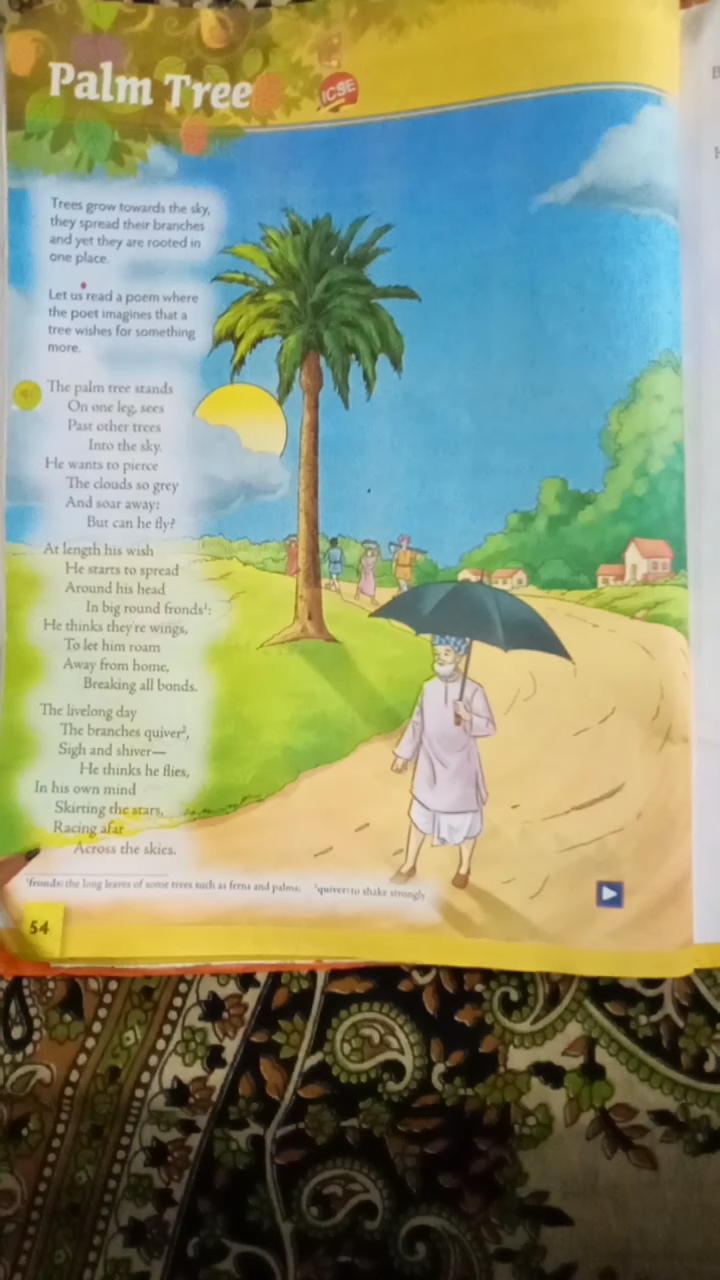 Palm Tree
ICSE
Trees grow towards the sky,
they spread their branches
and yet they are rooted in
one place.
Let us read a poem where
the poet imagines that a
tree wishes for something
more.
The palm tree stands
On one leg, sees
Past other trees
Into the sky.
He wants to pierce
The clouds so grey
And soar away:
But can he fly?
At length his wish
He starts to spread
Around his head
In big round fronds¹:
He thinks they're wings,
To let him roam
Away from home,
Breaking all bonds.
The livelong day
The branches quiver²,
Sigh and shiver—
He thinks he flies,
In his own mind
Skirting the stars,
Racing afar
Across the skies.
¹fronds: the long leaves of some trees such as ferns and palms. ²quiver: to shake strongly
54